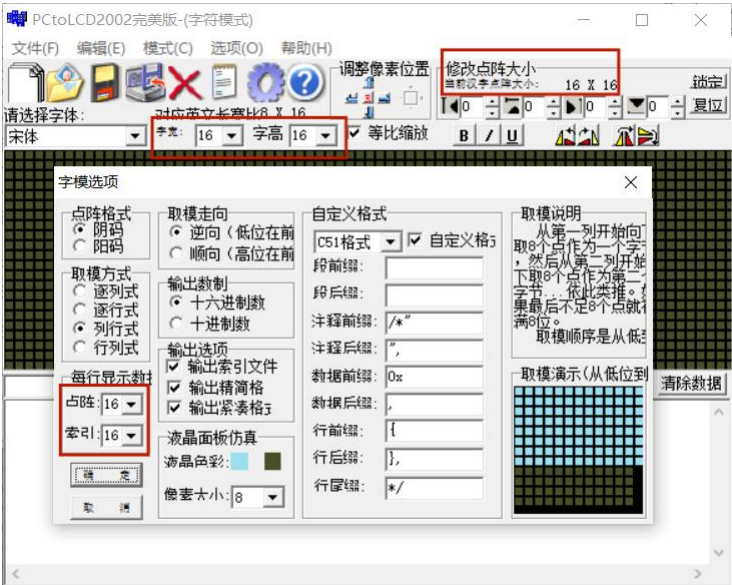 PCtoLCD2002完美版-(字符模式)
文件(F) 编辑(E) 模式(C) 选项(O) 帮助(H)
调整像素位置
修改点阵大小
当前汉字点阵大小: 16 X 16
锁定
0 0 0 0
复位
请选择字体:
对应英文长宽比8 X 16
宋体
字宽: 16 字高 16
等比缩放
B I U
字模选项
点阵格式
阴码
阳码
取模方式
逐列式
逐行式
列行式
行列式
每行显示数据
点阵: 16
索引: 16
确 定
取 消
取模走向
逆向(低位在前
顺向(高位在前
输出数制
十六进制数
十进制数
输出选项
输出索引文件
输出精简格
输出紧凑格式
液晶面板仿真
液晶色彩:
像素大小: 8
自定义格式
C51格式 自定义格式
段前缀:
段后缀:
注释前缀: /*"
注释后缀: ",
数据前缀: 0x
数据后缀: ,
行前缀: {
行后缀: },
行尾缀: */
取模说明
从第一列开始向下
取8个点作为一个字节
,然后从第二列开始
下取8个点作为第二个
字节...依此类推。如
果最后不足8个点就补
满8位。
取模顺序是从低到
取模演示(从低位到
清除数据